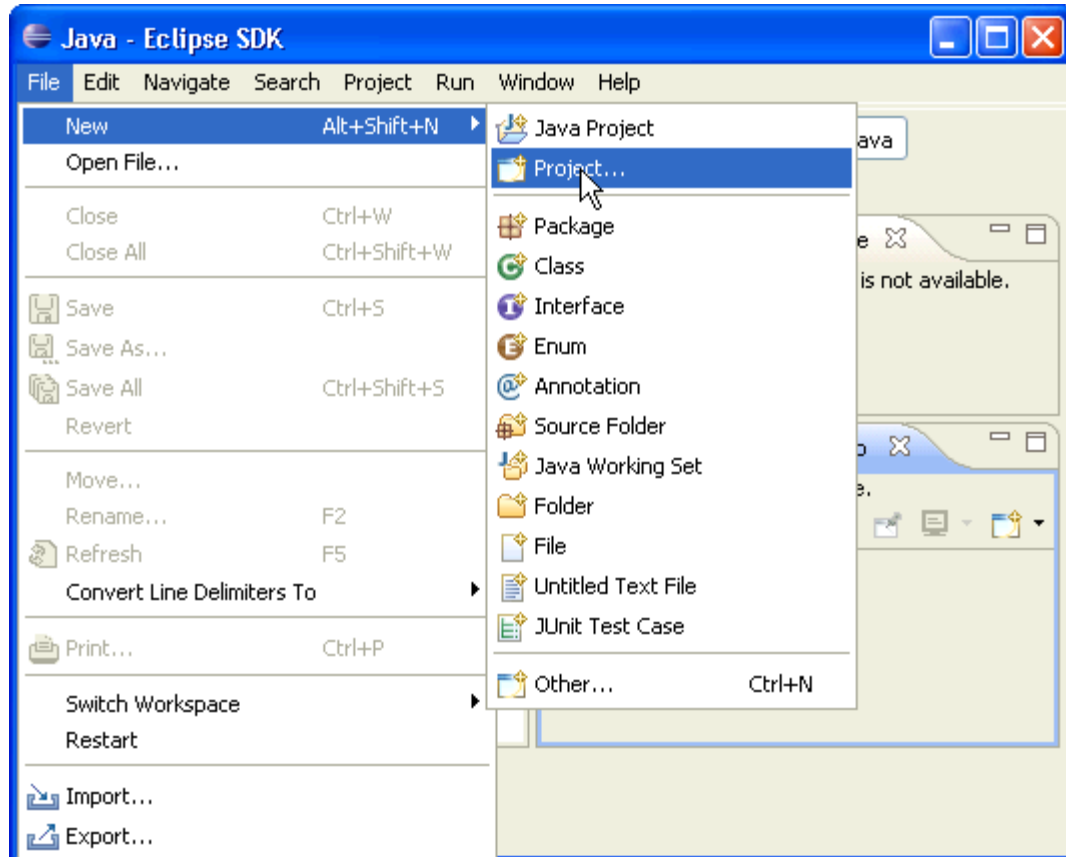 Java - Eclipse SDK
File Edit Navigate Search Project Run Window Help
New Alt+Shift+N
Open File...
Close Ctrl+W
Close All Ctrl+Shift+W
Save Ctrl+S
Save As...
Save All Ctrl+Shift+S
Revert
Move...
Rename... F2
Refresh F5
Convert Line Delimiters To
Print... Ctrl+P
Switch Workspace
Restart
Import...
Export...
Java Project
Project...
Package
Class
Interface
Enum
Annotation
Source Folder
Java Working Set
Folder
File
Untitled Text File
JUnit Test Case
Other... Ctrl+N
ava
e
is not available.